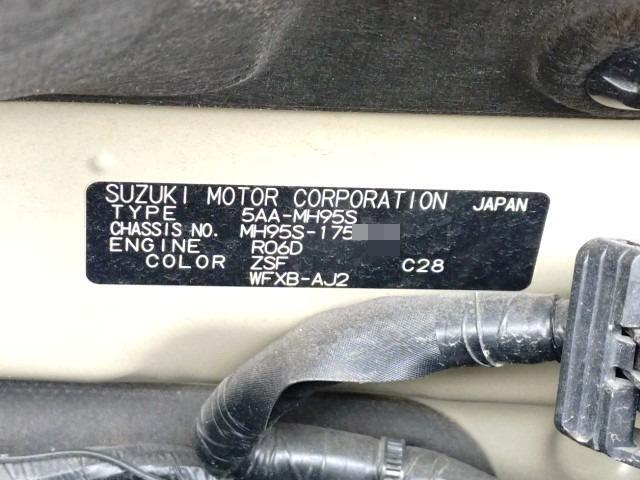 SUZUKI MOTOR CORPORATION JAPAN
TYPE 5AA-MH95S
CHASSIS NO. MH95S-175
ENGINE R06D
COLOR ZSF C28
WFXB-AJ2